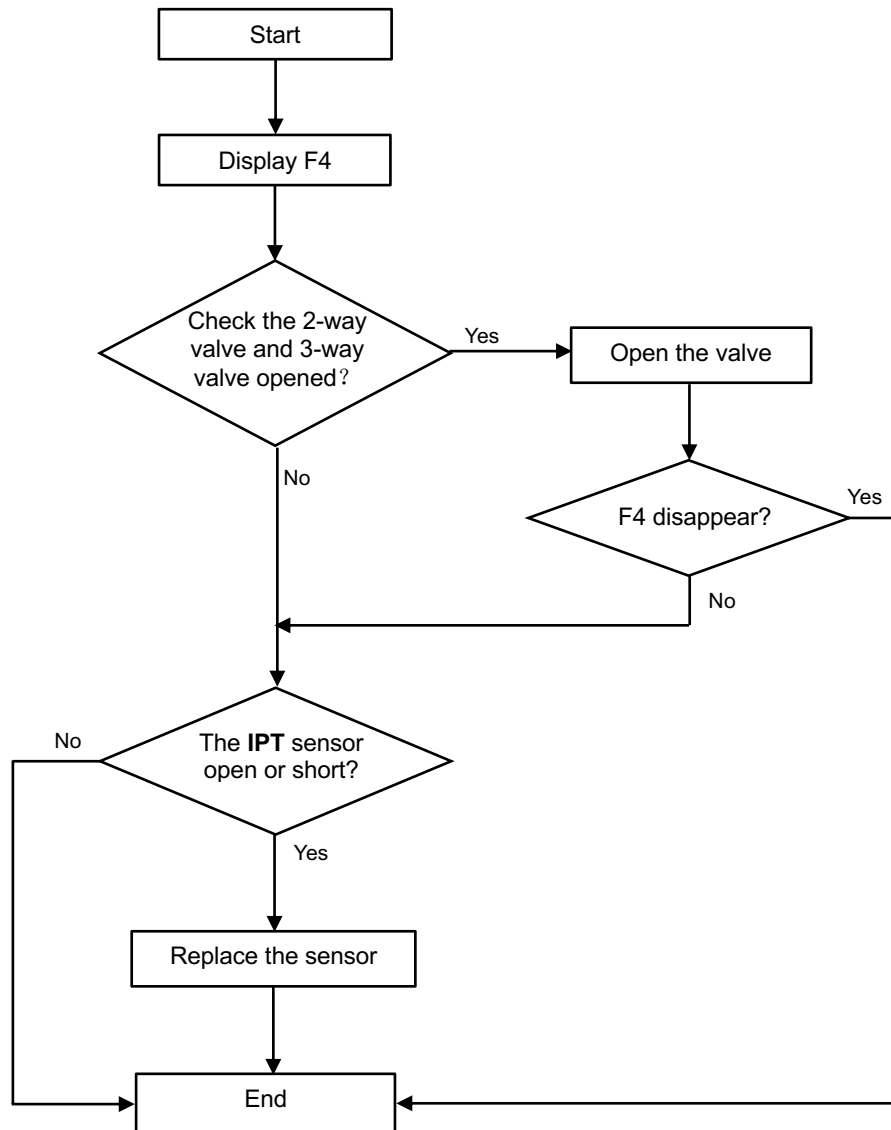 Start
Display F4
Check the 2-way
valve and 3-way
valve opened？
Yes
Open the valve
No
F4 disappear?
Yes
No
The IPT sensor
open or short?
No
Yes
Replace the sensor
End